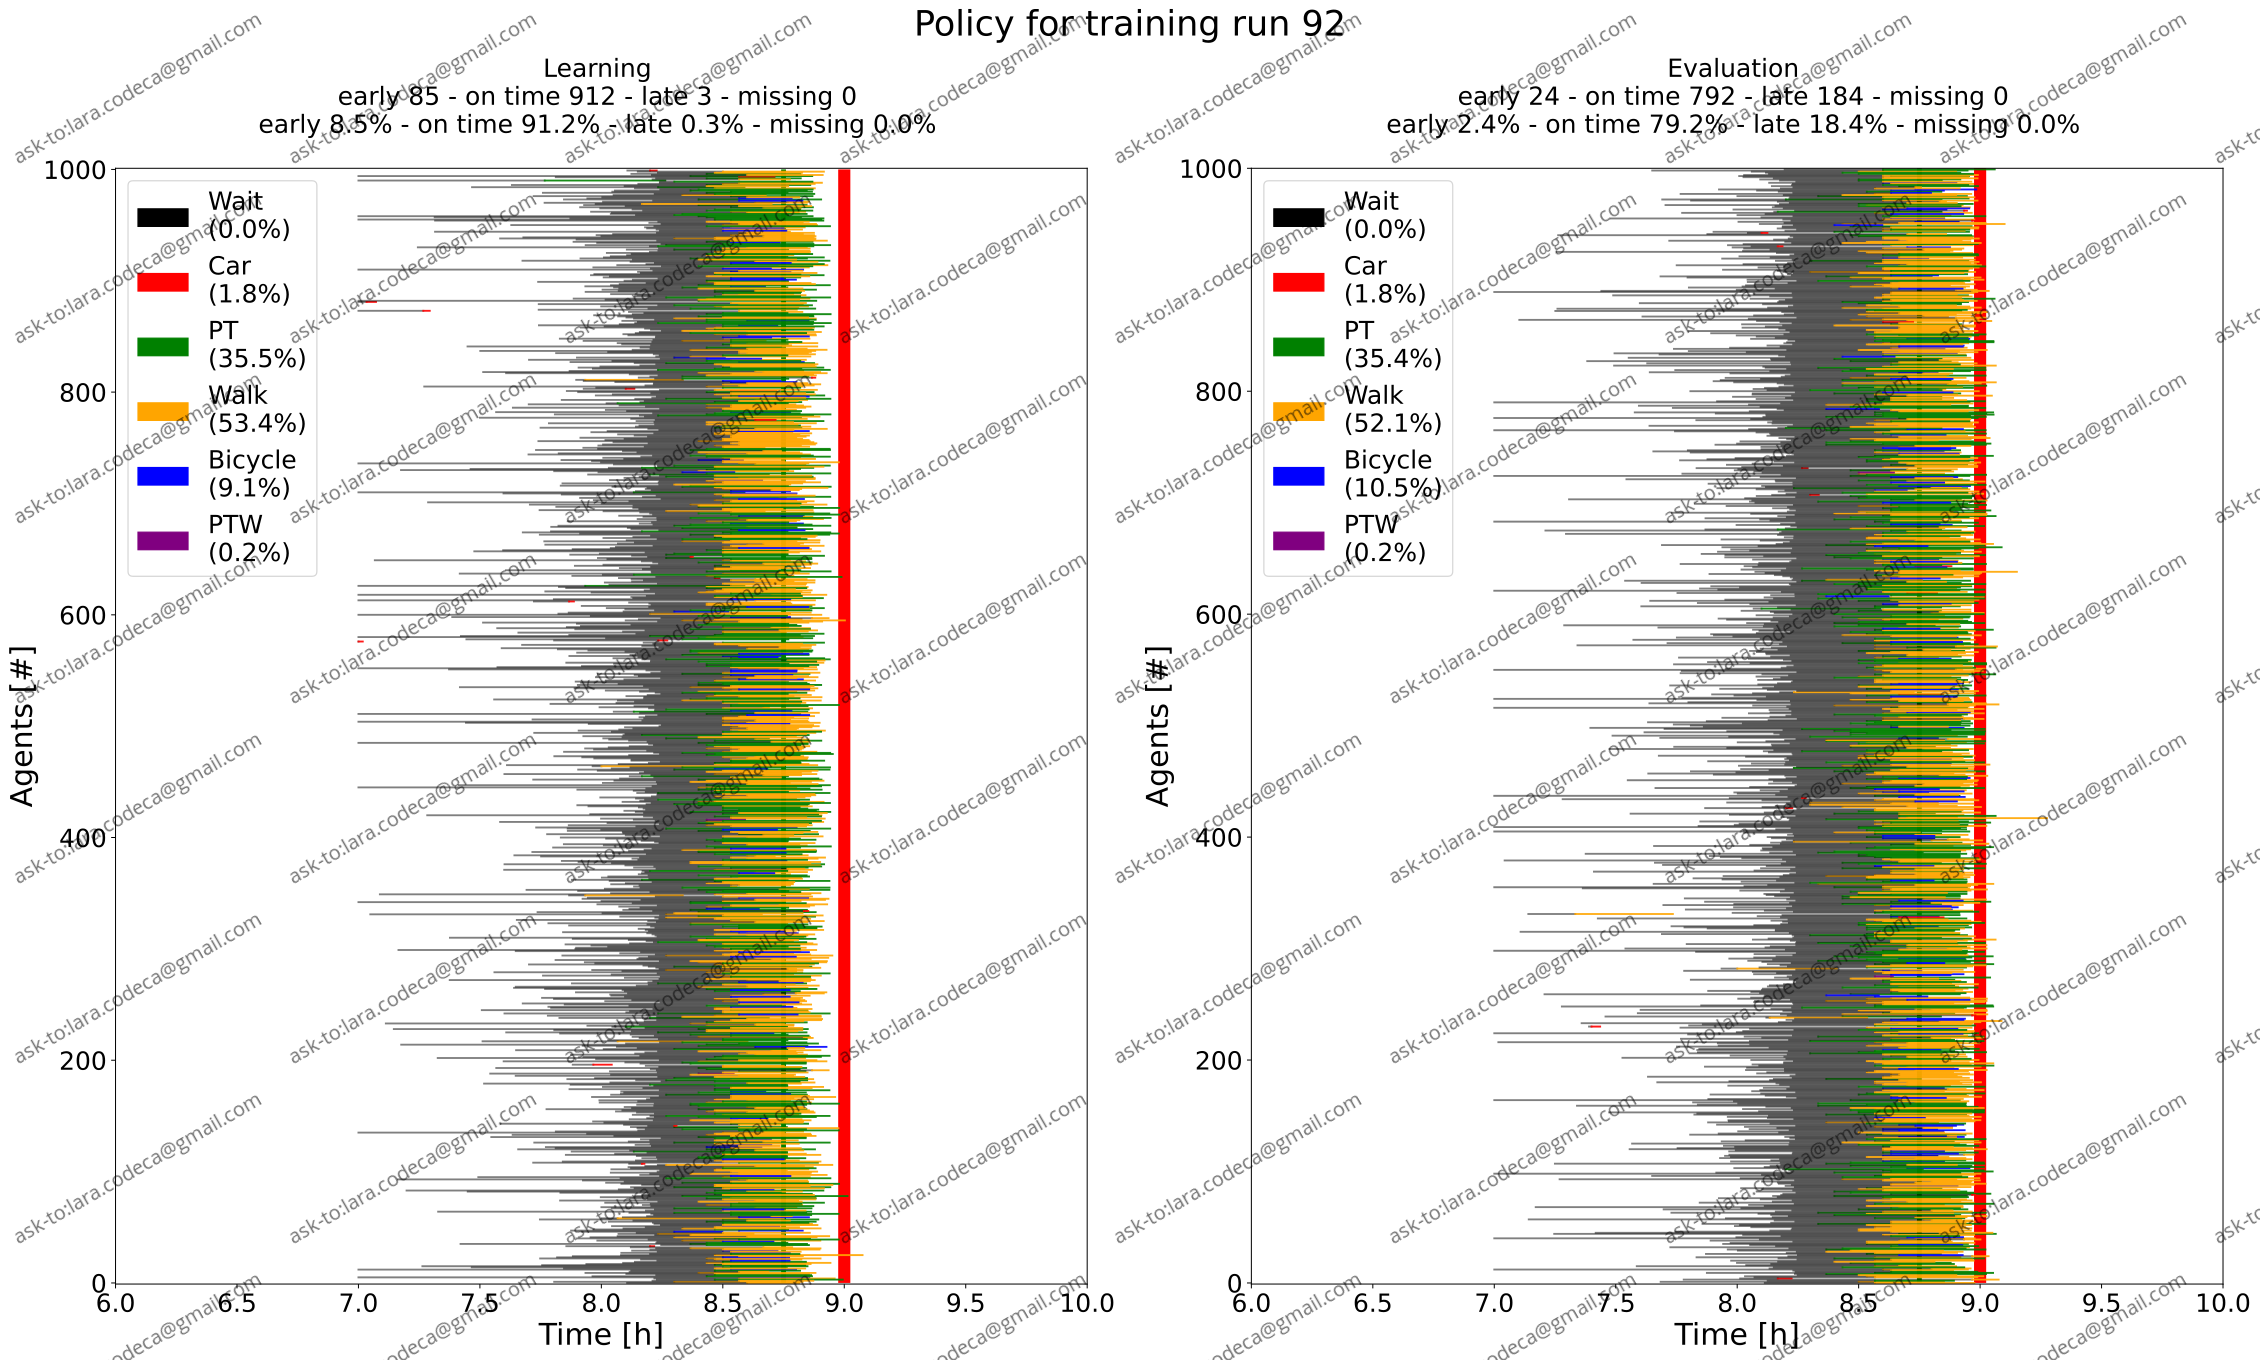 Policy for training run 92
Learning
early 85 - on time 912 - late 3 - missing 0
early 8.5% - on time 91.2% - late 0.3% - missing 0.0%
Agents [#]
1000
800
600
400
200
0
Wait
(0.0%)
Car
(1.8%)
PT
(35.5%)
Walk
(53.4%)
Bicycle
(9.1%)
PTW
(0.2%)
6.0 6.5 7.0 7.5 8.0 8.5 9.0 9.5 10.0
Time [h]
Evaluation
early 24 - on time 792 - late 184 - missing 0
early 2.4% - on time 79.2% - late 18.4% - missing 0.0%
Agents [#]
1000
800
600
400
200
0
Wait
(0.0%)
Car
(1.8%)
PT
(35.4%)
Walk
(52.1%)
Bicycle
(10.5%)
PTW
(0.2%)
6.0 6.5 7.0 7.5 8.0 8.5 9.0 9.5 10.0
Time [h]
ask-to:lara.codeca@gmail.com